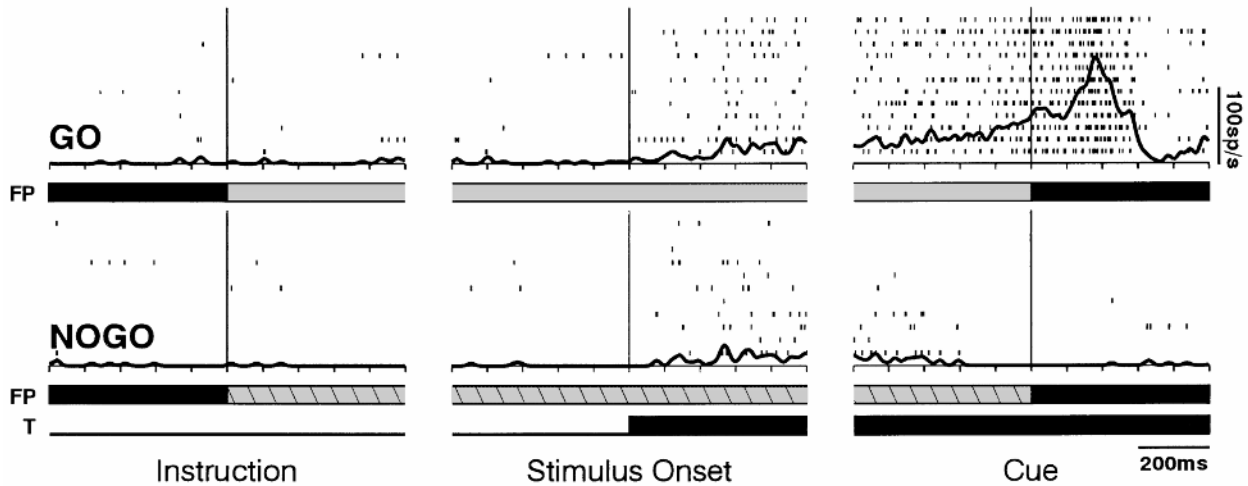 GO
100sp/s
FP
NOGO
FP
T
Instruction
Stimulus Onset
Cue
200ms